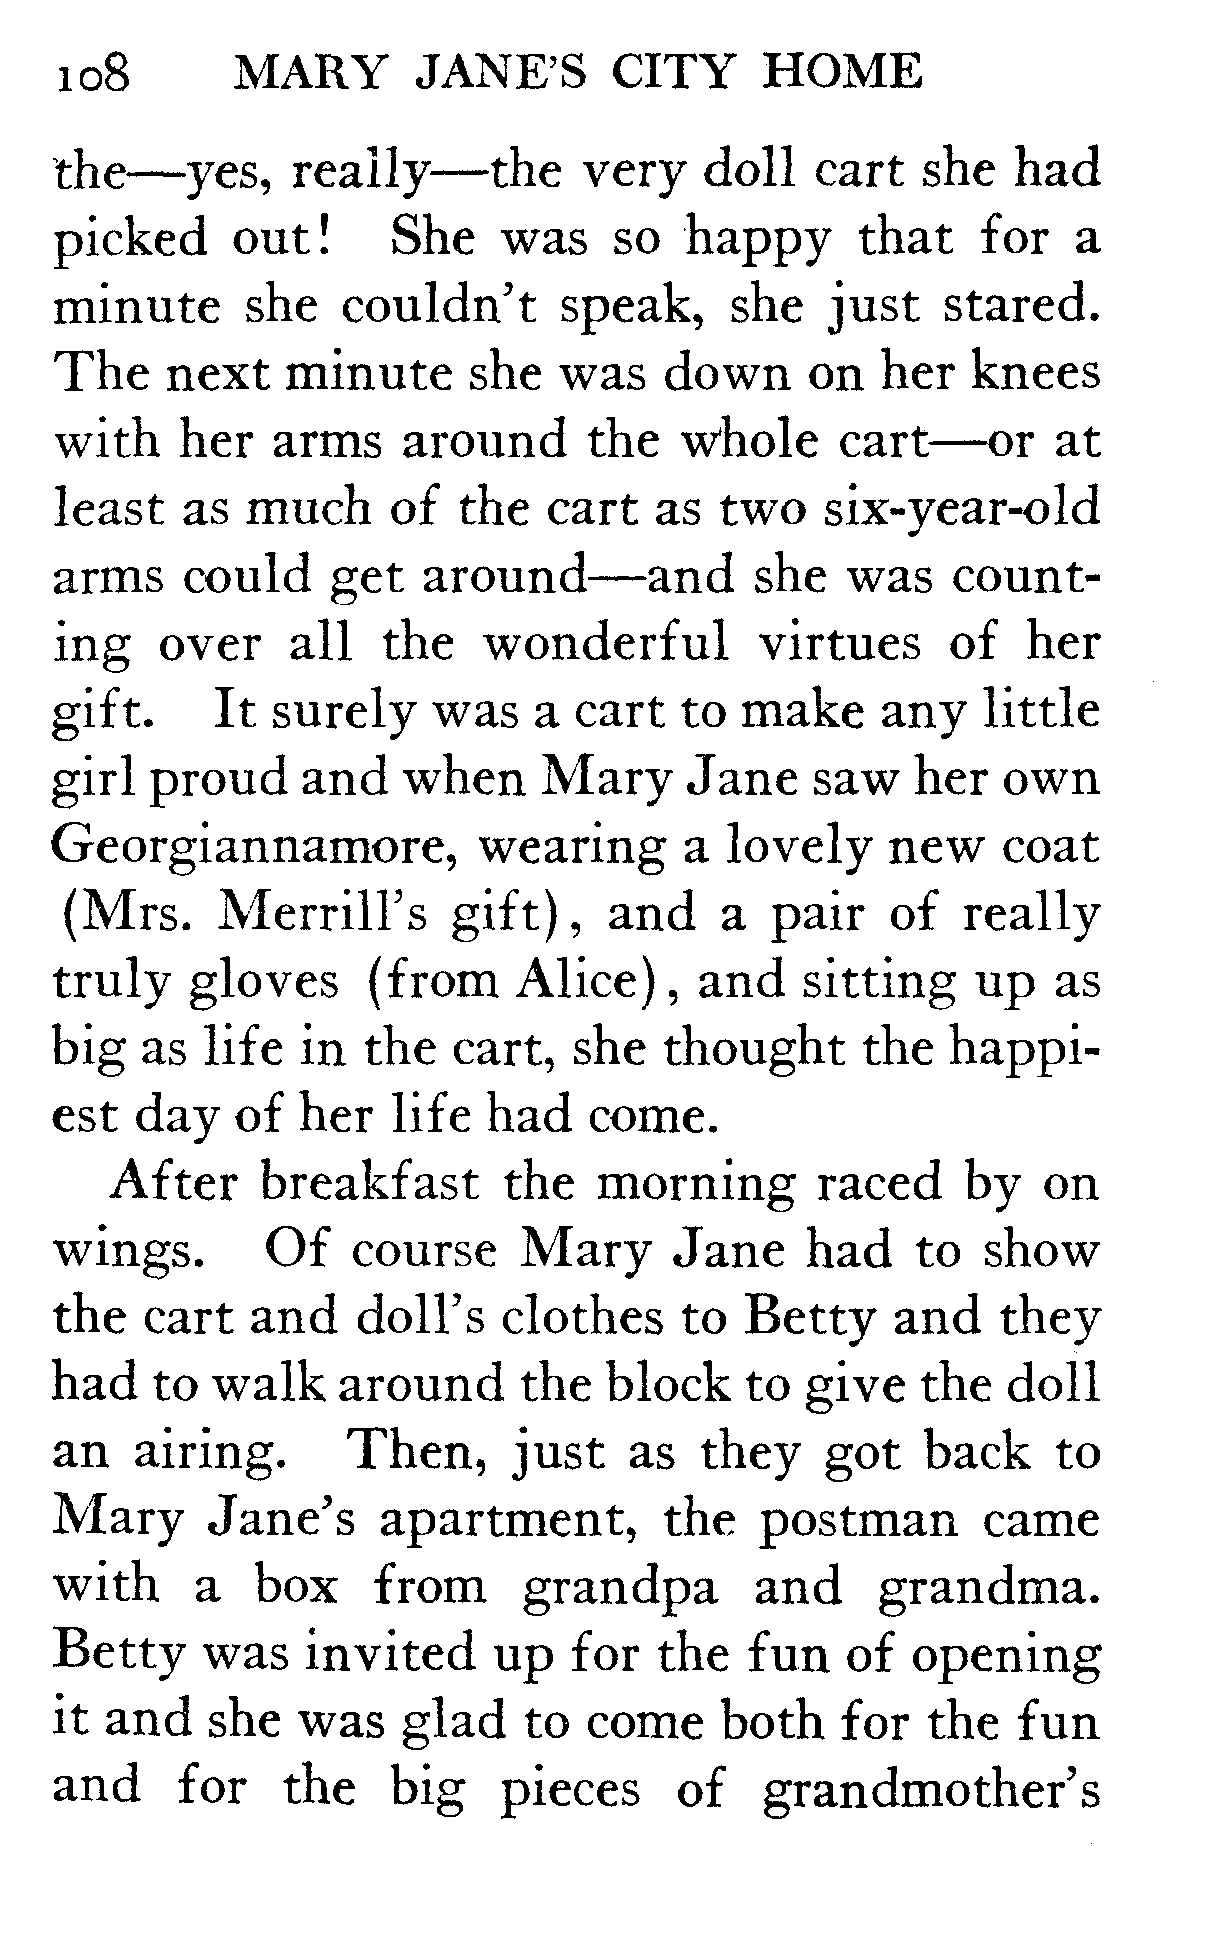 108 MARY JANE'S CITY HOME
the—yes, really—the very doll cart she had
picked out! She was so happy that for a
minute she couldn't speak, she just stared.
The next minute she was down on her knees
with her arms around the whole cart—or at
least as much of the cart as two six-year-old
arms could get around—and she was count-
ing over all the wonderful virtues of her
gift. It surely was a cart to make any little
girl proud and when Mary Jane saw her own
Georgiannamore, wearing a lovely new coat
(Mrs. Merrill's gift), and a pair of really
truly gloves (from Alice), and sitting up as
big as life in the cart, she thought the happi-
est day of her life had come.
After breakfast the morning raced by on
wings. Of course Mary Jane had to show
the cart and doll's clothes to Betty and they
had to walk around the block to give the doll
an airing. Then, just as they got back to
Mary Jane's apartment, the postman came
with a box from grandpa and grandma.
Betty was invited up for the fun of opening
it and she was glad to come both for the fun
and for the big pieces of grandmother's